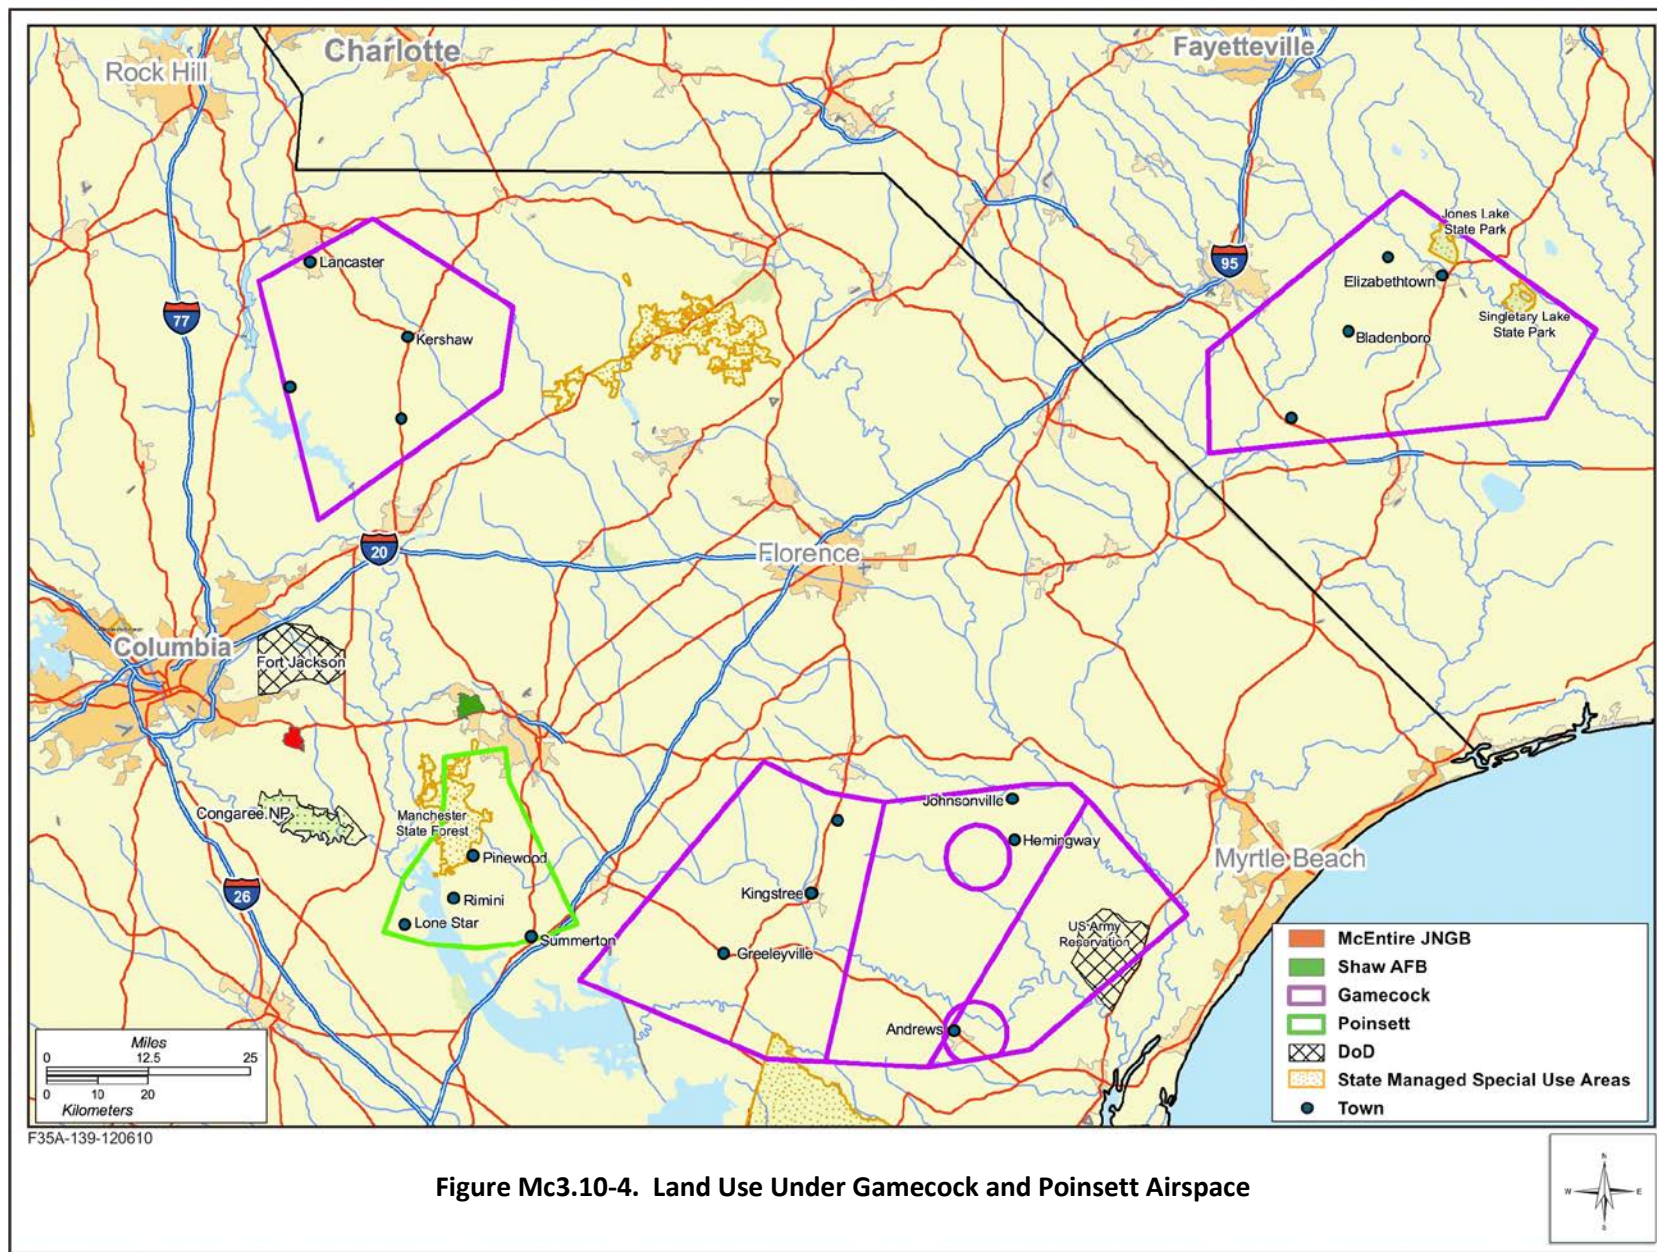 Charlotte
Fayetteville
Rock Hill
Jones Lake
State Park
Lancaster
95
Elizabethtown
77
Singletary Lake
State Park
Kershaw
Bladenboro
20
Florence
Columbia
Fort Jackson
Congaree NP
Manchester
State Forest
Johnsonville
Hemingway
Pinewood
Myrtle Beach
26
Rimini
Kingstree
Lone Star
Summerton
US Army
Reservation
Greeleyville
Andrews
McEntire JNGB
Shaw AFB
Gamecock
Poinsett
DoD
State Managed Special Use Areas
Town
Miles
0 12.5 25
0 10 20
Kilometers
F35A-139-120610
Figure Mc3.10-4. Land Use Under Gamecock and Poinsett Airspace
N
W E
S